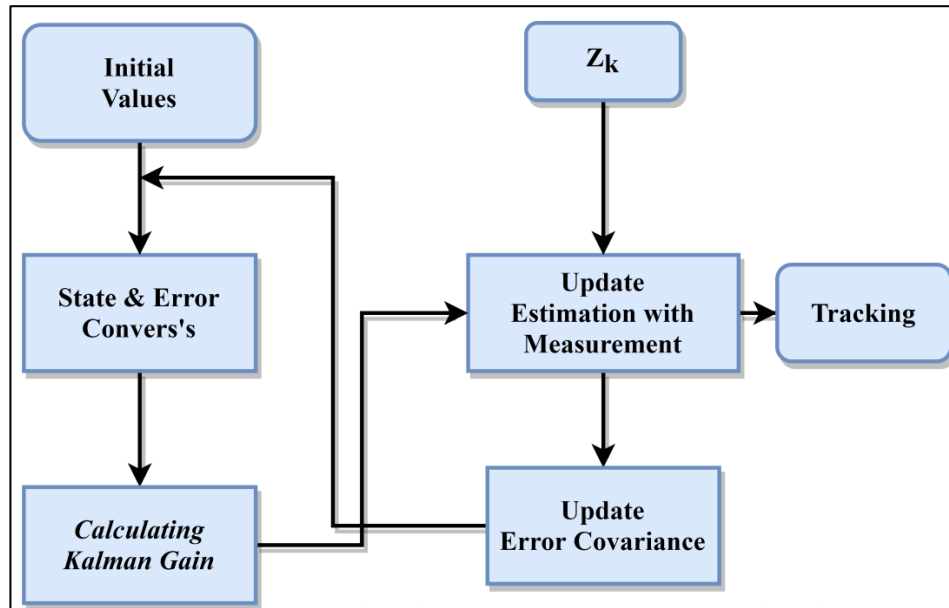 Initial
Values
Z_k
State & Error
Convers's
Update
Estimation with
Measurement
Tracking
Calculating
Kalman Gain
Update
Error Covariance